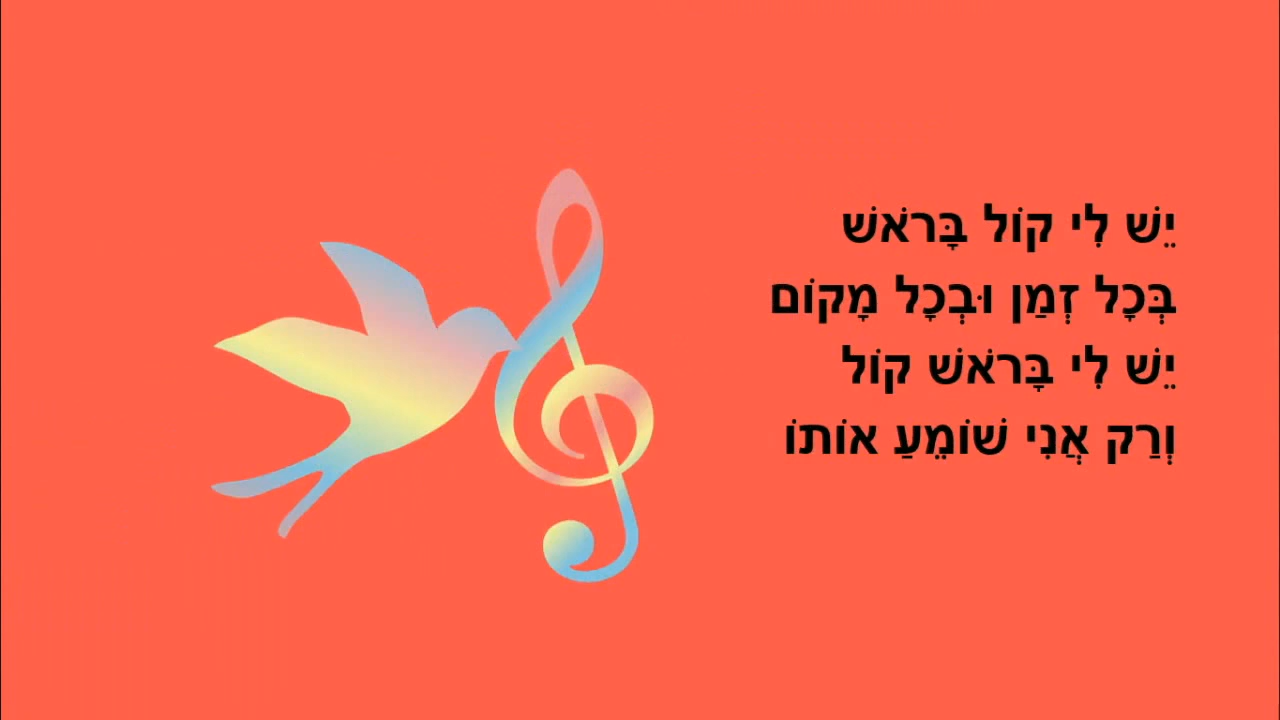 יֵשׁ לִי קוֹל בָּרֹאשׁ
בְּכָל זְמַן וּבְכָל מָקוֹם
יֵשׁ לִי בָּרֹאשׁ קוֹל
וְרַק אֲנִי שׁוֹמֵעַ אוֹתוֹ